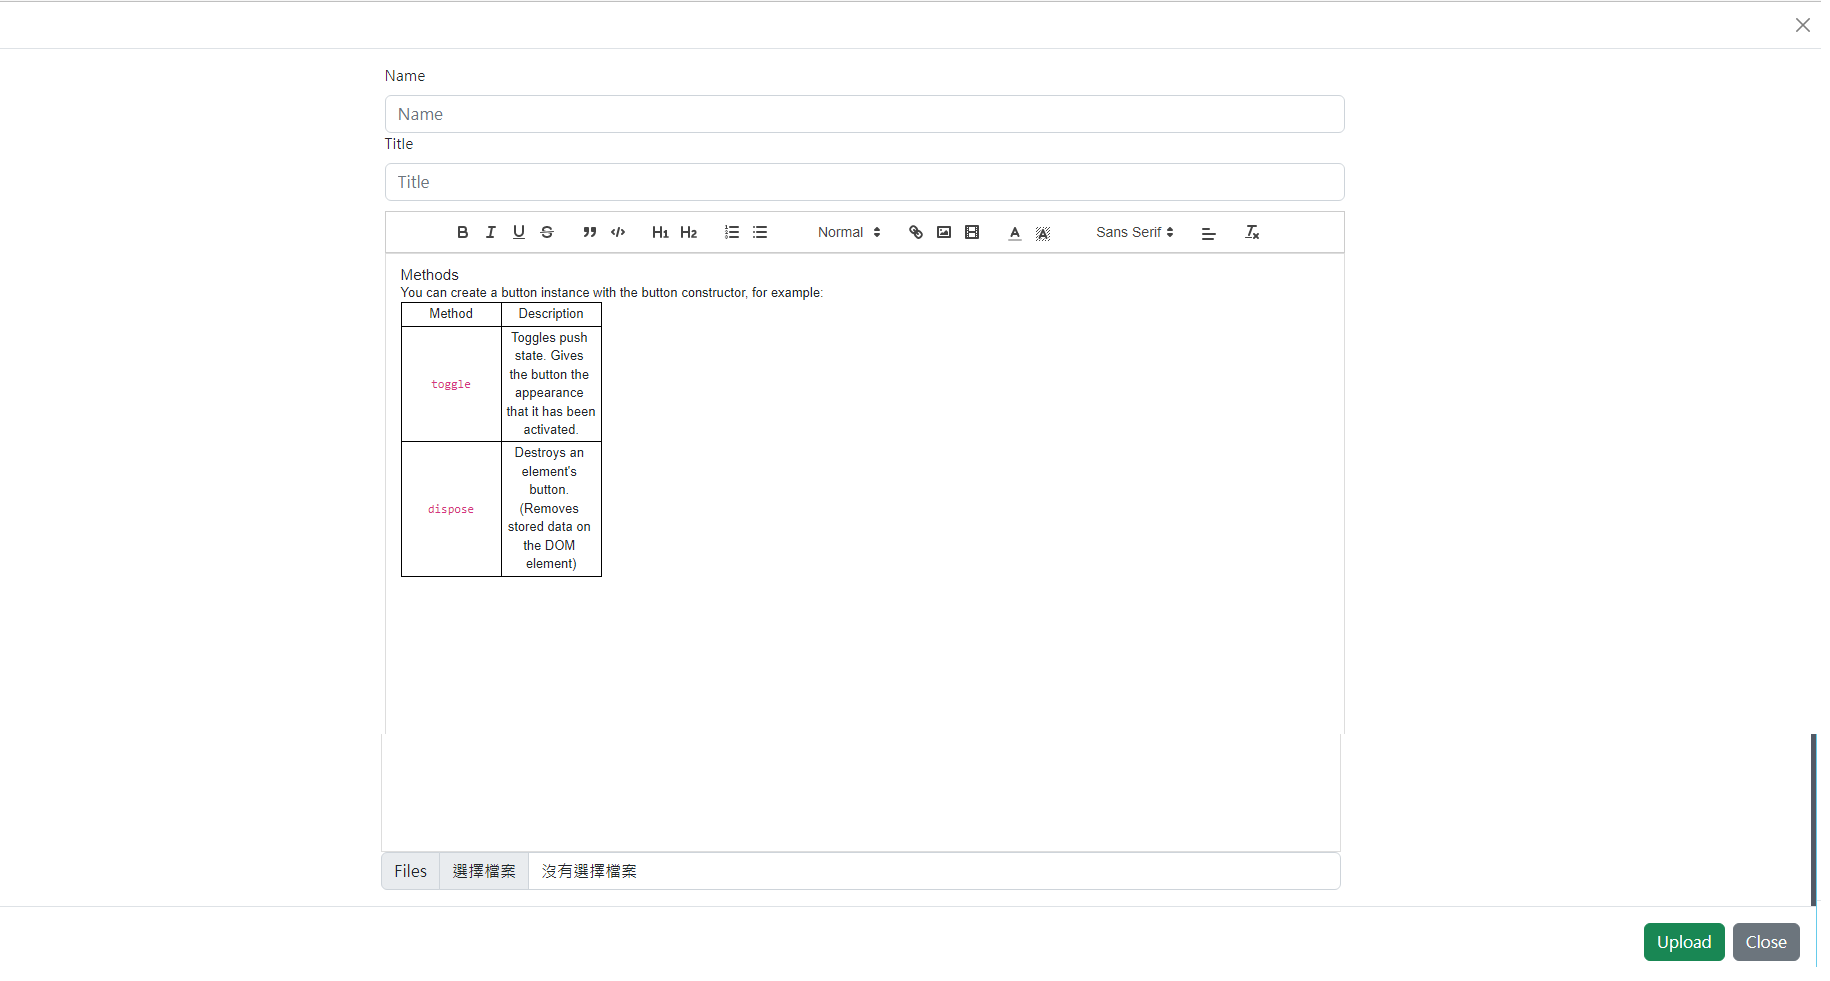 Name
Name
Title
Title
B I U S H1 H2 Normal A A Sans Serif Tx
Methods
You can create a button instance with the button constructor, for example:
Method Description
toggle
Toggles push
state. Gives
the button the
appearance
that it has been
activated.
dispose
Destroys an
element's
button.
(Removes
stored data on
the DOM
element)
Files 選擇檔案 沒有選擇檔案
Upload Close